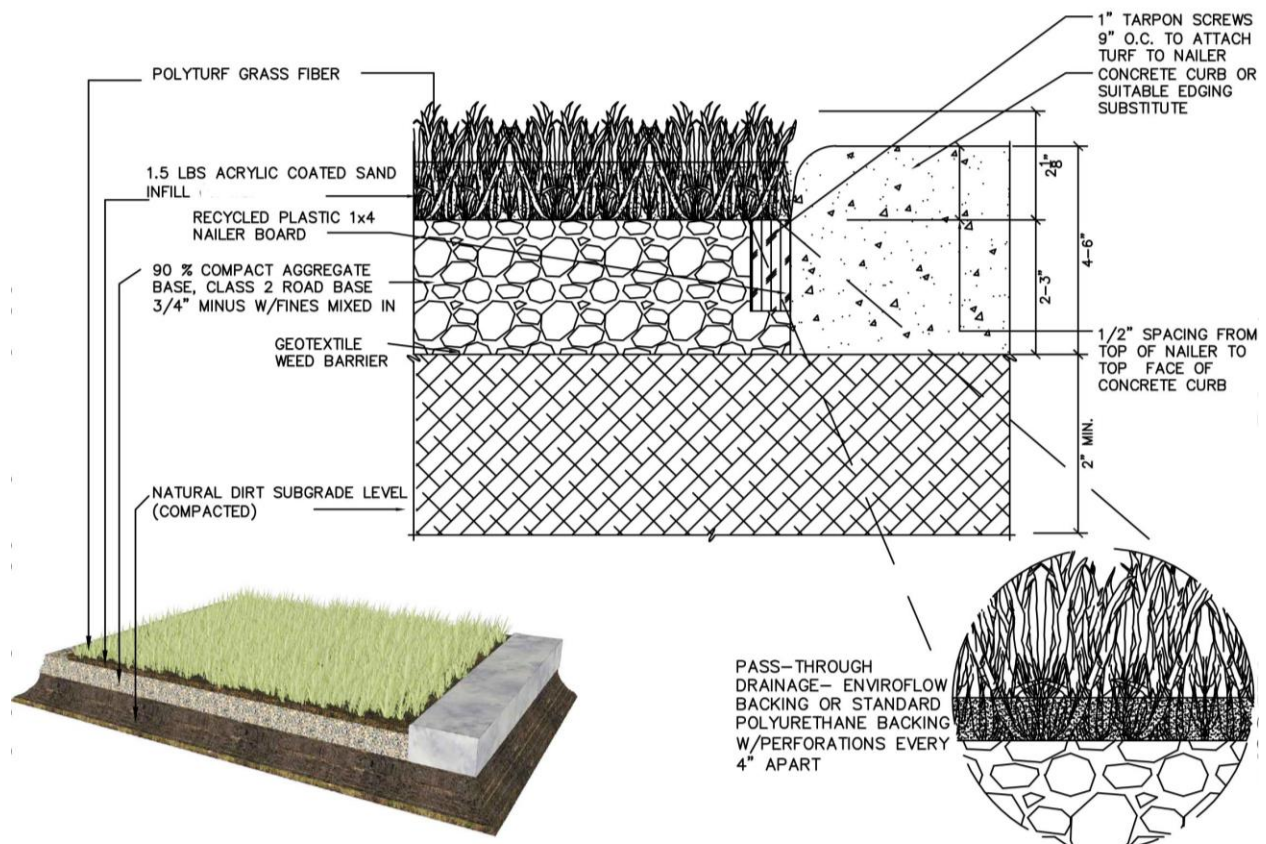 1" TARPON SCREWS
9" O.C. TO ATTACH
TURF TO NAILER
CONCRETE CURB OR
SUITABLE EDGING
SUBSTITUTE
POLYTURF GRASS FIBER
1.5 LBS ACRYLIC COATED SAND
INFILL
RECYCLED PLASTIC 1x4
NAILER BOARD
90 % COMPACT AGGREGATE
BASE, CLASS 2 ROAD BASE
3/4" MINUS W/FINES MIXED IN
GEOTEXTILE
WEED BARRIER
NATURAL DIRT SUBGRADE LEVEL
(COMPACTED)
2 1/8"
4-6"
2-3"
1/2" SPACING FROM
TOP OF NAILER TO
TOP FACE OF
CONCRETE CURB
2" MIN.
PASS-THROUGH
DRAINAGE- ENVIROFLOW
BACKING OR STANDARD
POLYURETHANE BACKING
W/PERFORATIONS EVERY
4" APART